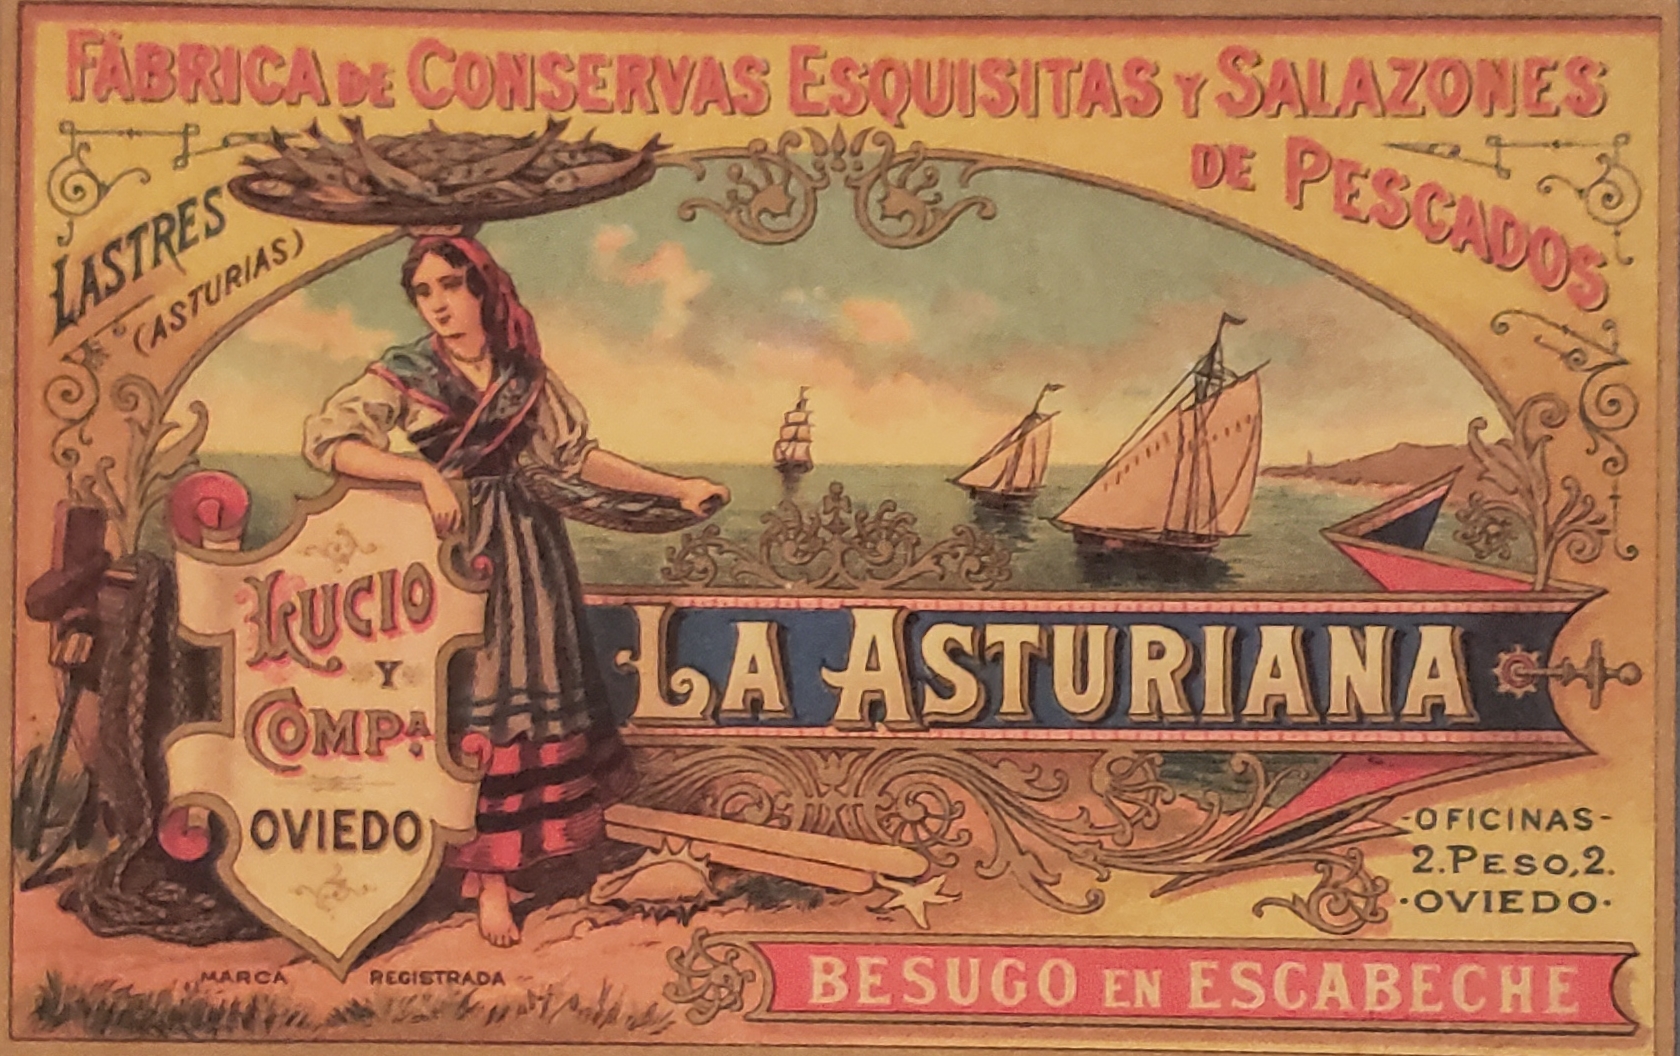 FÁBRICA DE CONSERVAS ESQUISITAS Y SALAZONES
DE PESCADOS
LASTRES
(ASTURIAS)
LUCIO
Y
COMPª
OVIEDO
LA ASTURIANA
-OFICINAS-
2.PESO,2.
·OVIEDO·
MARCA REGISTRADA
BESUGO EN ESCABECHE